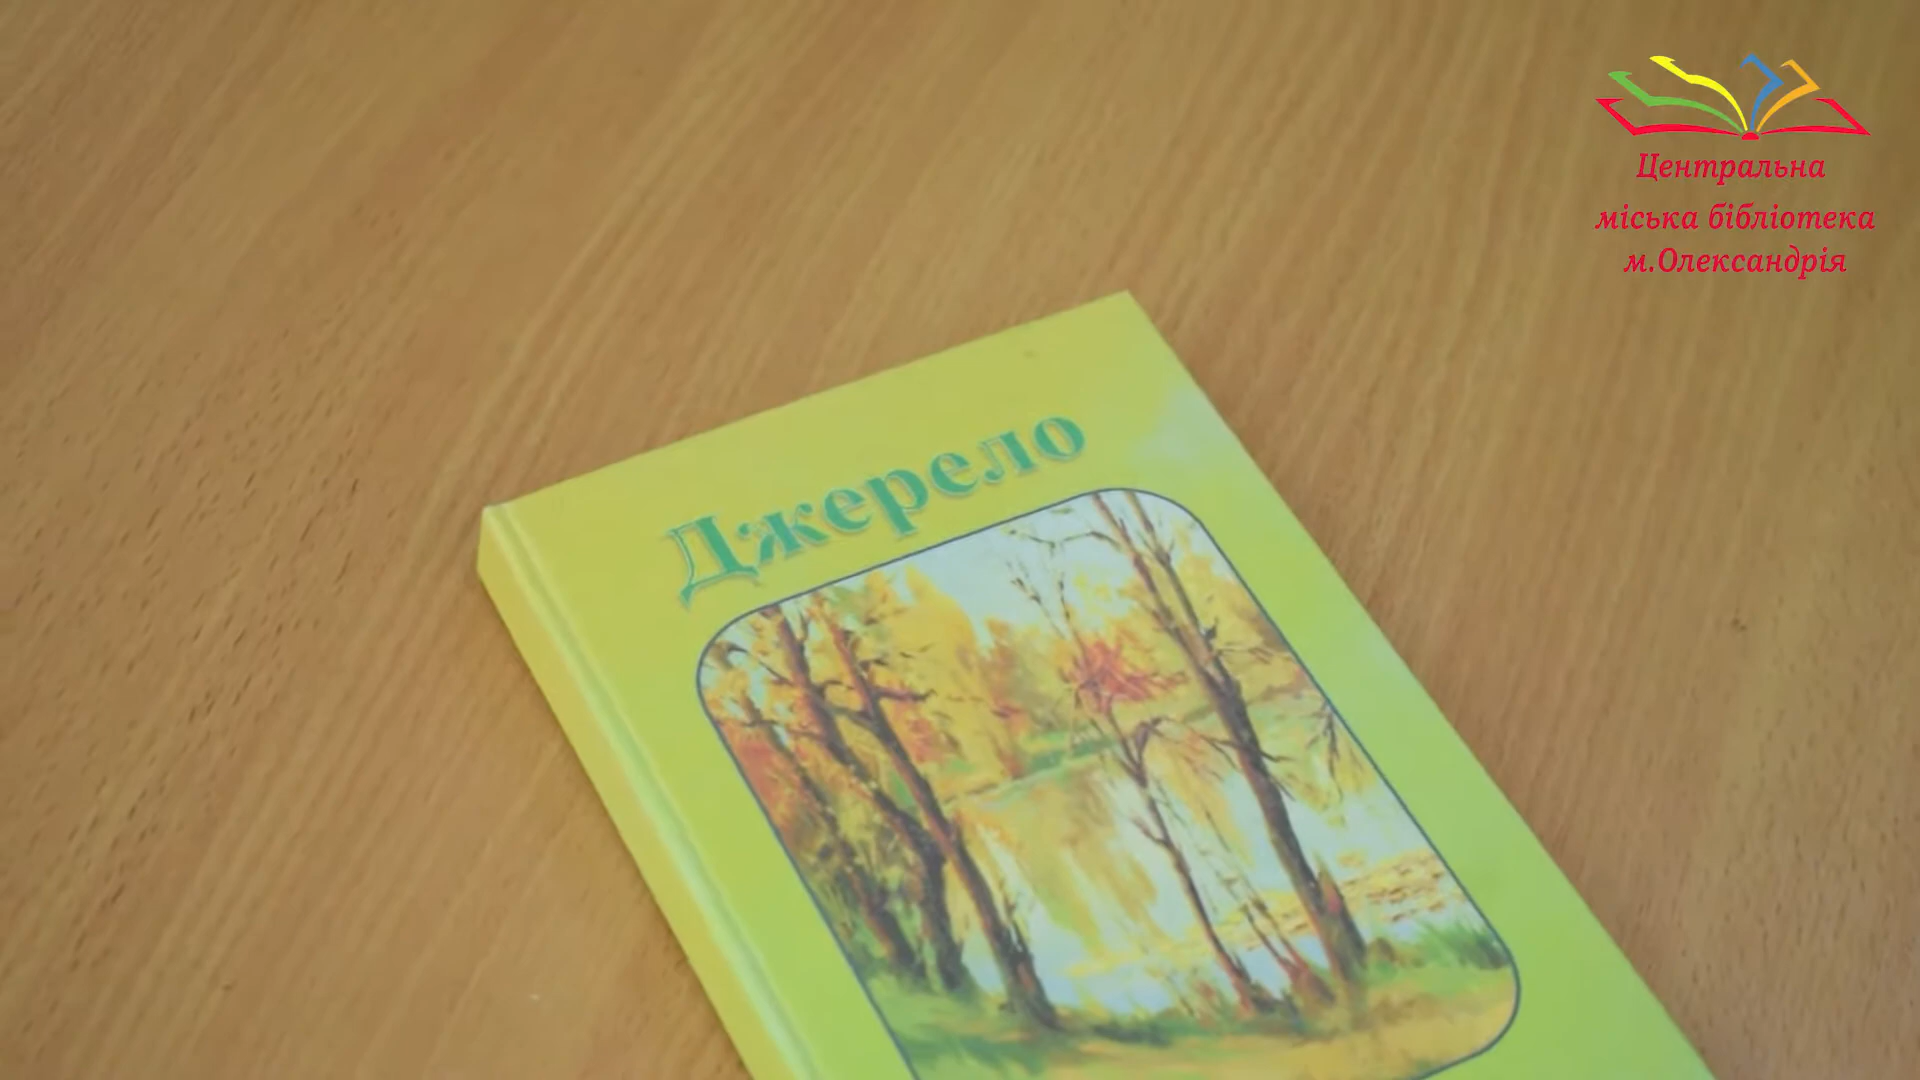 Центральна
міська бібліотека
м.Олександрія
Джерело